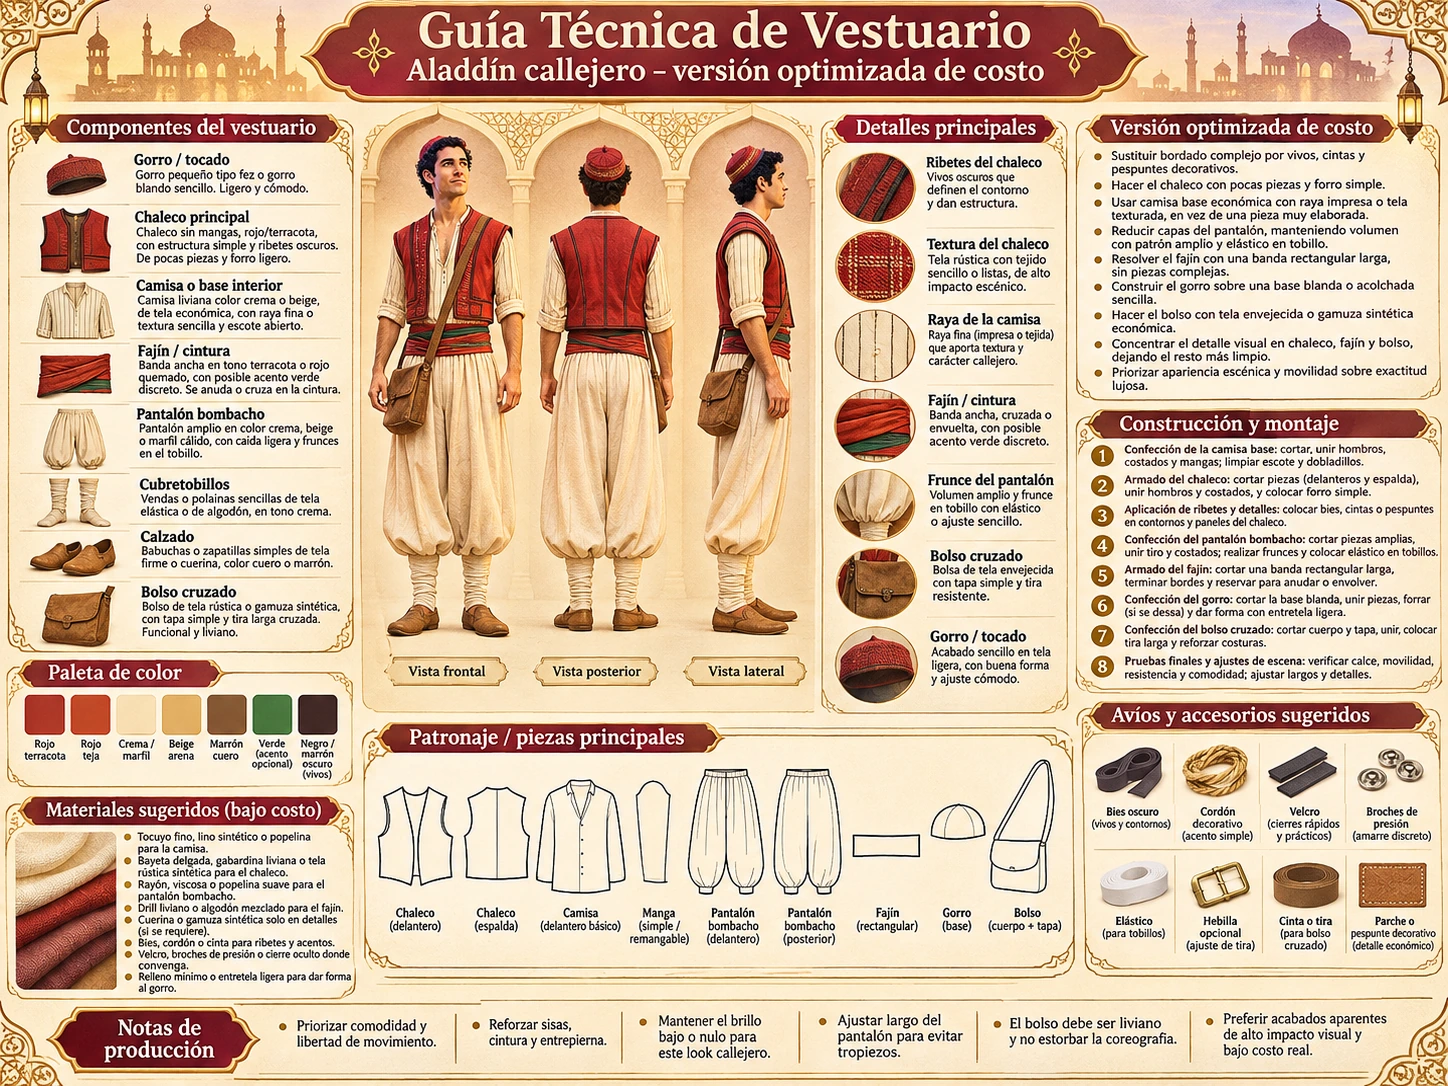 Guía Técnica de Vestuario
Aladdín callejero – versión optimizada de costo
Componentes del vestuario
Gorro / tocado
Gorro pequeño tipo fez o gorro
blando sencillo. Ligero y cómodo.
Chaleco principal
Chaleco sin mangas, rojo/terracota,
con estructura simple y ribetes oscuros.
De pocas piezas y forro ligero.
Camisa o base interior
Camisa liviana color crema o beige,
de tela económica, con raya fina o
textura sencilla y escote abierto.
Fajín / cintura
Banda ancha en tono terracota o rojo
quemado, con posible acento verde
discreto. Se anuda o cruza en la cintura.
Pantalón bombacho
Pantalón amplio en color crema, beige
o marfil cálido, con caida ligera y frunces
en el tobillo.
Cubretobillos
Vendas o polainas sencillas de tela
elástica o de algodón, en tono crema.
Calzado
Babuchas o zapatillas simples de tela
firme o cuerina, color cuero o marrón.
Bolso cruzado
Bolso de tela rústica o gamuza sintética,
con tapa simple y tira larga cruzada.
Funcional y liviano.
Paleta de color
Rojo
terracota
Rojo
teja
Crema /
marfil
Beige
arena
Marrón
cuero
Verde
(acento
opcional)
Negro /
marrón
oscuro
(vivos)
Materiales sugeridos (bajo costo)
Tocuyo fino, lino sintético o popelina
para la camisa.
Bayeta delgada, gabardina liviana o tela
rústica sintética para el chaleco.
Rayón, viscosa o popelina suave para el
pantalón bombacho.
Drill liviano o algodón mezclado para el fajín.
Cuerina o gamuza sintética solo en detalles
(si se requiere).
Bies, cordón o cinta para ribetes y acentos.
Velcro, broches de presión o cierre oculto donde
convenga.
Relleno mínimo o entretela ligera para dar forma
al gorro.
Vista frontal
Vista posterior
Vista lateral
Detalles principales
Ribetes del chaleco
Vivos oscuros que
definen el contorno
y dan estructura.
Textura del chaleco
Tela rústica con tejido
sencillo o listas, de alto
impacto escénico.
Raya de la camisa
Raya fina (impresa o tejida)
que aporta textura y
carácter callejero.
Fajín / cintura
Banda ancha, cruzada o
envuelta, con posible
acento verde discreto.
Frunce del pantalón
Volumen amplio y frunce
en tobillo con elástico
o ajuste sencillo.
Bolso cruzado
Bolsa de tela envejecida
con tapa simple y tira
resistente.
Gorro / tocado
Acabado sencillo en tela
ligera, con buena forma
y ajuste cómodo.
Patronaje / piezas principales
Chaleco
(delantero)
Chaleco
(espalda)
Camisa
(delantero básico)
Manga
(simple /
remangable)
Pantalón
bombacho
(delantero)
Pantalón
bombacho
(posterior)
Fajín
(rectangular)
Gorro
(base)
Bolso
(cuerpo + tapa)
Versión optimizada de costo
Sustituir bordado complejo por vivos, cintas y
pespuntes decorativos.
Hacer el chaleco con pocas piezas y forro simple.
Usar camisa base económica con raya impresa o tela
texturada, en vez de una pieza muy elaborada.
Reducir capas del pantalón, manteniendo volumen
con patrón amplio y elástico en tobillo.
Resolver el fajín con una banda rectangular larga,
sin piezas complejas.
Construir el gorro sobre una base blanda o acolchada
sencilla.
Hacer el bolso con tela envejecida o gamuza sintética
económica.
Concentrar el detalle visual en chaleco, fajín y bolso,
dejando el resto más limpio.
Priorizar apariencia escénica y movilidad sobre exactitud
lujosa.
Construcción y montaje
1 Confección de la camisa base: cortar, unir hombros,
costados y mangas; limpiar escote y dobladillos.
2 Armado del chaleco: cortar piezas (delanteros y espalda),
unir hombros y costados, y colocar forro simple.
3 Aplicación de ribetes y detalles: colocar bies, cintas o pespuntes
en contornos y paneles del chaleco.
4 Confección del pantalón bombacho: cortar piezas amplias,
unir tiro y costados; realizar frunces y colocar elástico en tobillos.
5 Armado del fajín: cortar una banda rectangular larga,
terminar bordes y reservar para anudar o envolver.
6 Confección del gorro: cortar la base blanda, unir piezas, forrar
(si se dessa) y dar forma con entretela ligera.
7 Confección del bolso cruzado: cortar cuerpo y tapa, unir, colocar
tira larga y reforzar costuras.
8 Pruebas finales y ajustes de escena: verificar calce, movilidad,
resistencia y comodidad; ajustar largos y detalles.
Avíos y accesorios sugeridos
Bies oscuro
(vivos y contornos)
Cordón
decorativo
(acento simple)
Velcro
(cierres rápidos
y prácticos)
Broches de
presión
(amarre discreto)
Elástico
(para tobillos)
Hebilla
opcional
(ajuste de tira)
Cinta o tira
(para bolso
cruzado)
Parche o
pespunte decorativo
(detalle económico)
Notas de
producción
Priorizar comodidad y
libertad de movimiento.
Reforzar sisas,
cintura y entrepierna.
Mantener el brillo
bajo o nulo para
este look callejero.
Ajustar largo del
pantalón para evitar
tropiezos.
El bolso debe ser liviano
y no estorbar la coreografia.
Preferir acabados aparentes
de alto impacto visual y
bajo costo real.